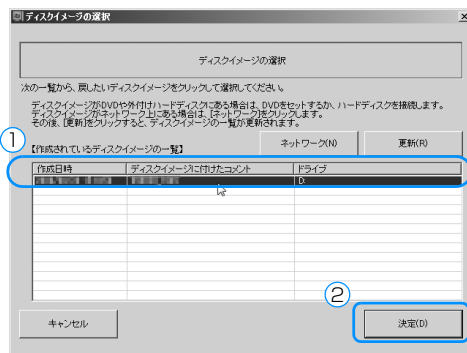 ディスクイメージの選択
ディスクイメージの選択
次の一覧から、戻したいディスクイメージをクリックして選択してください。
ディスクイメージがDVDや外付けハードディスクにある場合は、DVDをセットするか、ハードディスクを接続します。
ディスクイメージがネットワーク上にある場合は、[ネットワーク]をクリックします。
その後、[更新]をクリックすると、ディスクイメージの一覧が更新されます。
①
【作成されているディスクイメージの一覧】
ネットワーク(N)
更新(R)
作成日時 ディスクイメージに付けたコメント ドライブ
D:
②
キャンセル
決定(D)